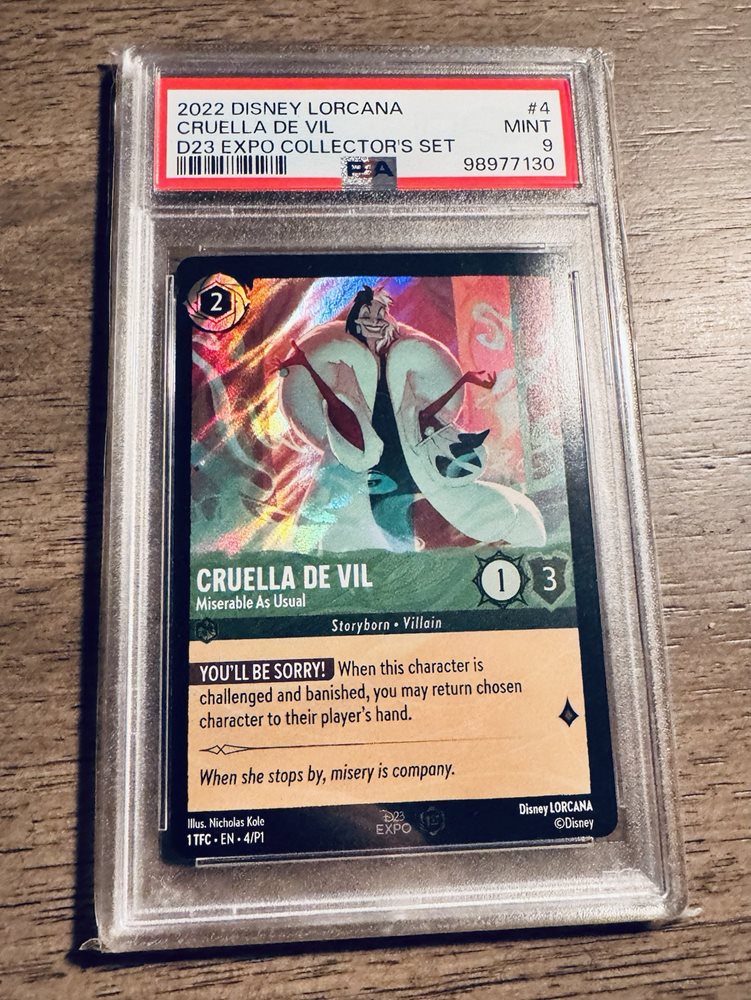 2022 DISNEY LORCANA #4
CRUELLA DE VIL MINT
D23 EXPO COLLECTOR'S SET 9
PSA 98977130
2
CRUELLA DE VIL
Miserable As Usual
1 3
Storyborn • Villain
YOU'LL BE SORRY! When this character is
challenged and banished, you may return chosen
character to their player's hand.
When she stops by, misery is company.
Illus. Nicholas Kole
1TFC • EN • 4/P1
D23
EXPO
Disney LORCANA
©Disney